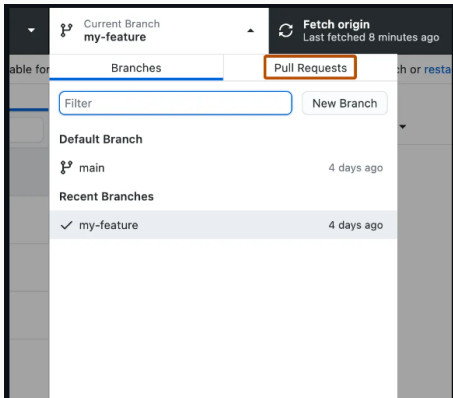 Current Branch
my-feature
Fetch origin
Last fetched 8 minutes ago
able for
Branches
Pull Requests
ch or resta
Filter
New Branch
Default Branch
main 4 days ago
Recent Branches
my-feature 4 days ago